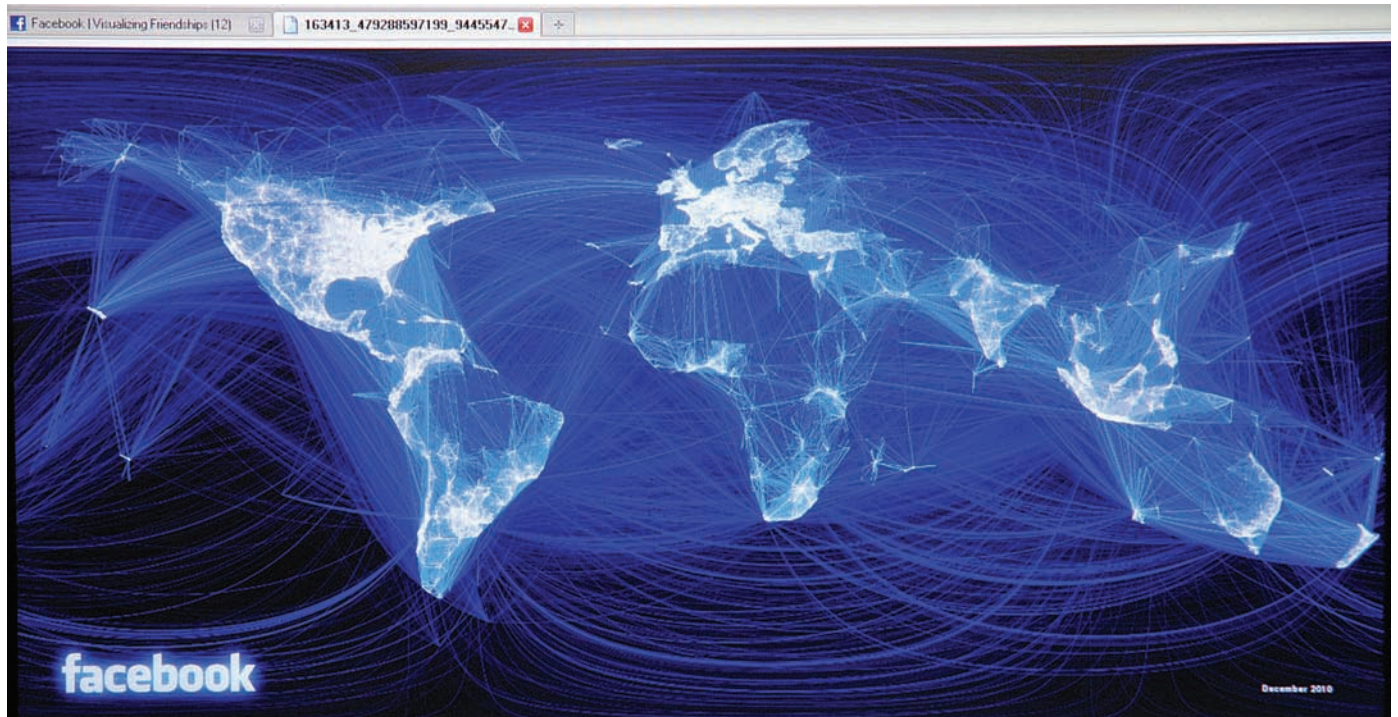 Facebook | Visualizing Friendships (12)
163413_479288597199_9445547...
facebook
December 2010